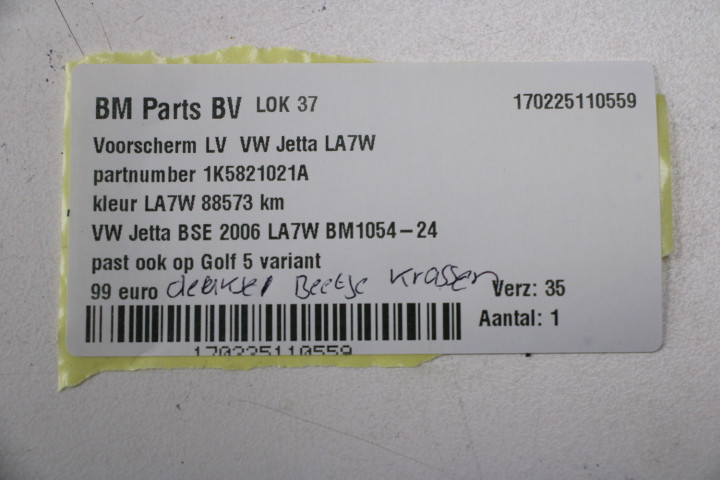 BM Parts BV LOK 37 170225110559
Voorscherm LV VW Jetta LA7W
partnumber 1K5821021A
kleur LA7W 88573 km
VW Jetta BSE 2006 LA7W BM1054-24
past ook op Golf 5 variant
99 euro Beetje krassen Verz: 35
Aantal: 1
170225110559